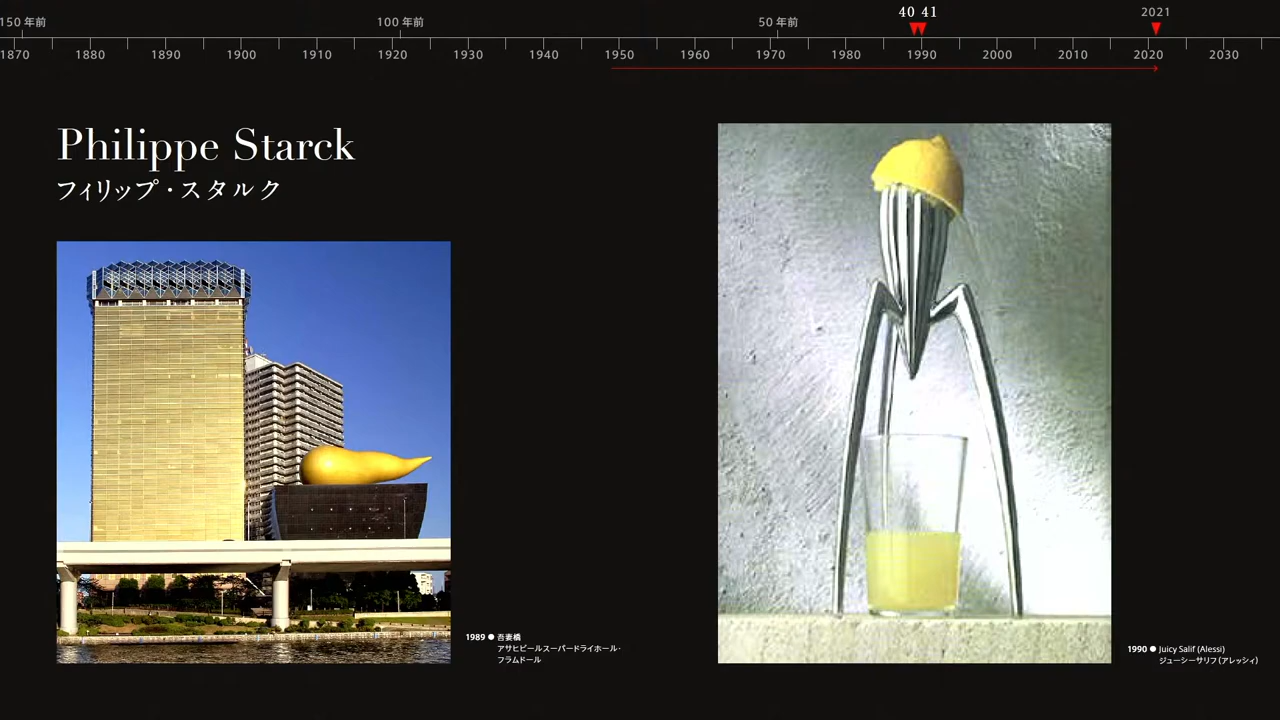 150 年前
100 年前
50 年前
40 41
2021
1870 1880 1890 1900 1910 1920 1930 1940 1950 1960 1970 1980 1990 2000 2010 2020 2030
Philippe Starck
フィリップ・スタルク
1989 ● 吾妻橋
アサヒビールスーパードライホール・
フラムドール
1990 ● Juicy Salif (Alessi)
ジューシーサリフ (アレッシィ)